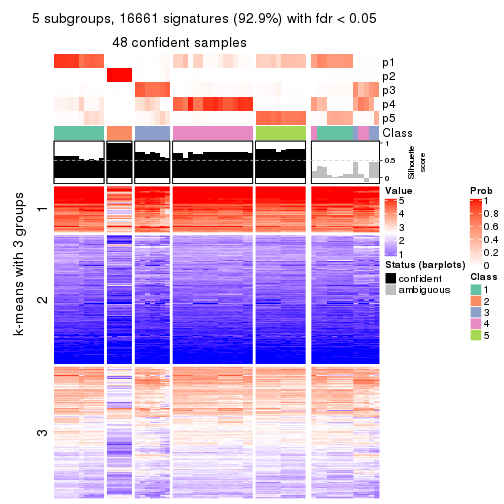 5 subgroups, 16661 signatures (92.9%) with fdr < 0.05
48 confident samples
p1
p2
p3
p4
p5
Class
1
0.5
0
Silhouette
score
k-means with 3 groups
1
2
3
Value
5
4
3
2
1
Status (barplots)
confident
ambiguous
Prob
1
0.8
0.6
0.4
0.2
0
Class
1
2
3
4
5